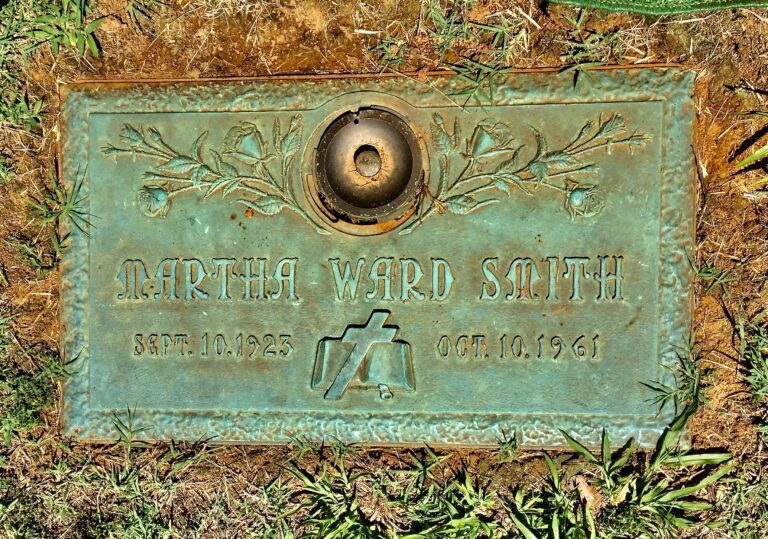 MARTHA WARD SMITH
SEPT. 10. 1923 OCT. 10. 1961